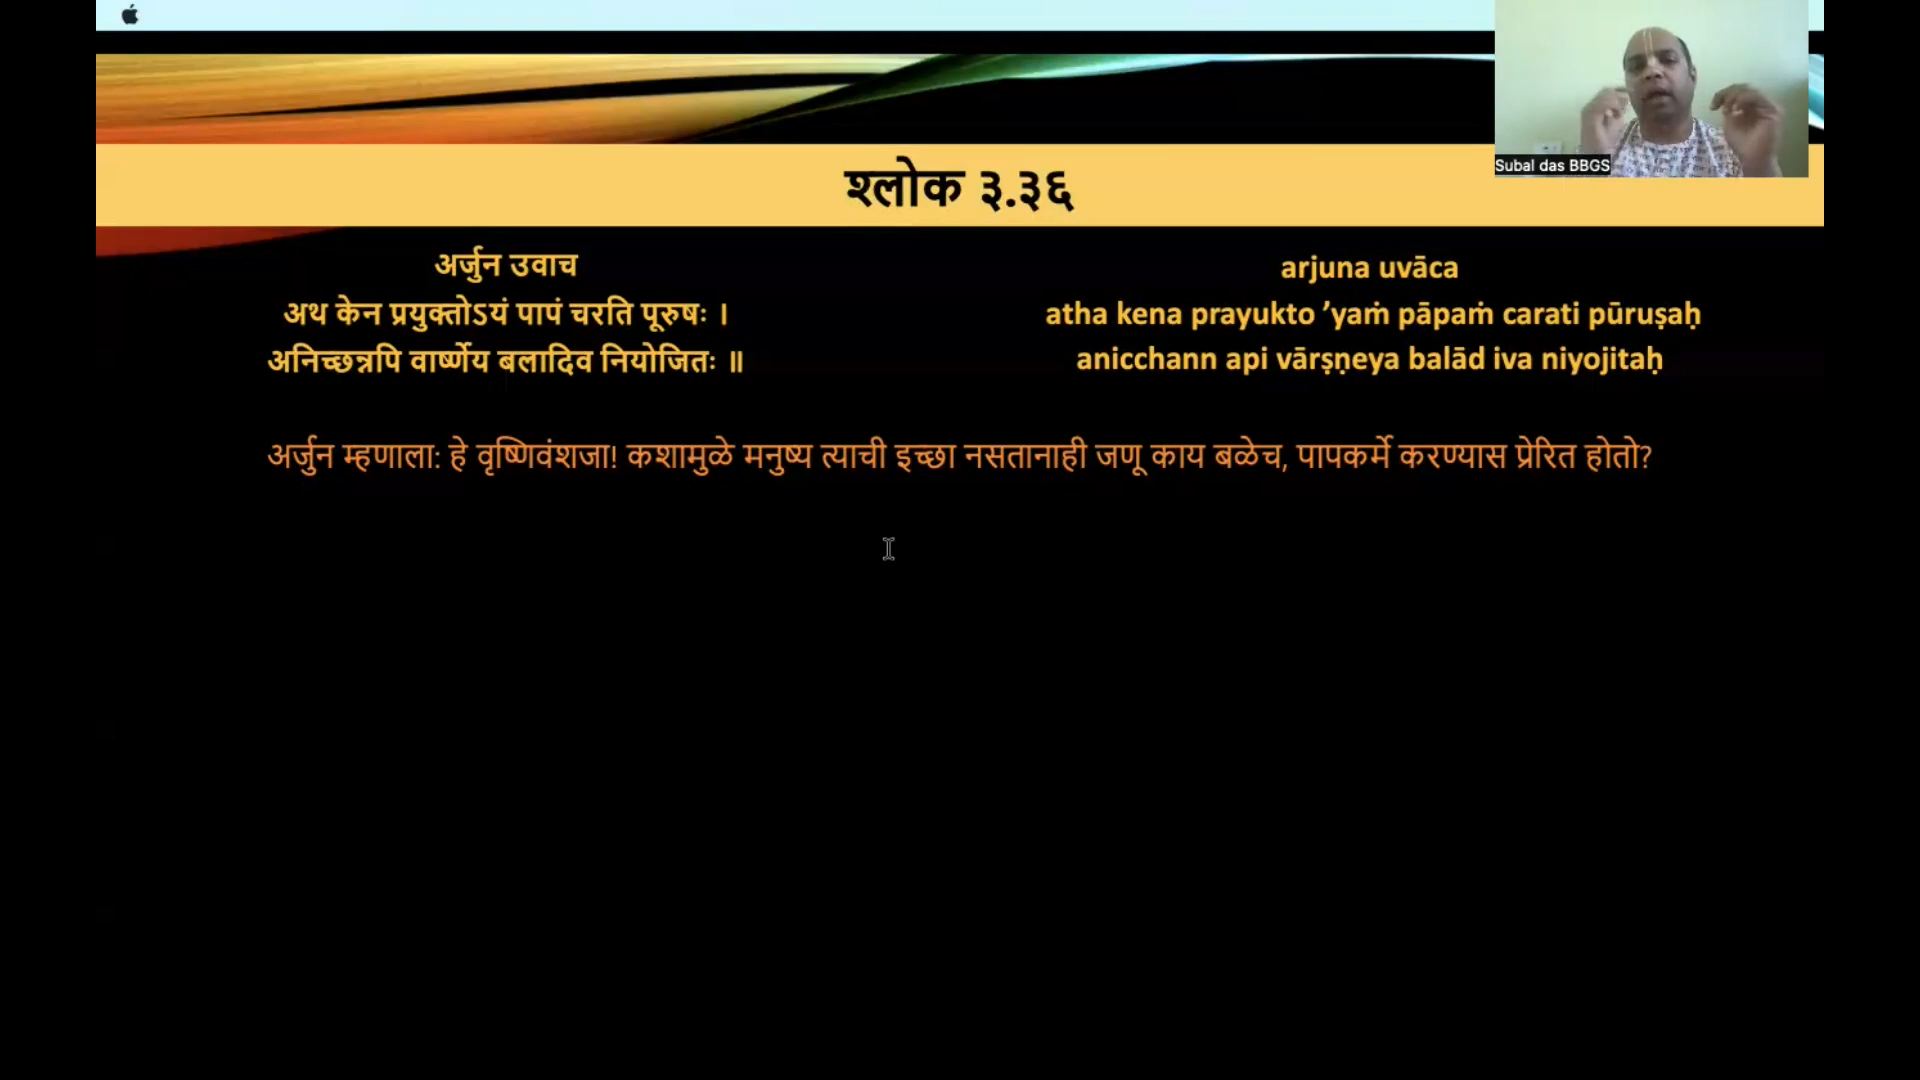 Subal das BBGS
श्लोक ३.३६
अर्जुन उवाच
अथ केन प्रयुक्तोऽयं पापं चरति पूरुषः ।
अनिच्छन्नपि वार्ष्णेय बलादिव नियोजितः ॥
arjuna uvāca
atha kena prayukto ’yaṁ pāpaṁ carati pūruṣaḥ
anicchann api vārṣṇeya balād iva niyojitaḥ
अर्जुन म्हणाला: हे वृष्णिवंशजा! कशामुळे मनुष्य त्याची इच्छा नसतानाही जणू काय बळेच, पापकर्मे करण्यास प्रेरित होतो?